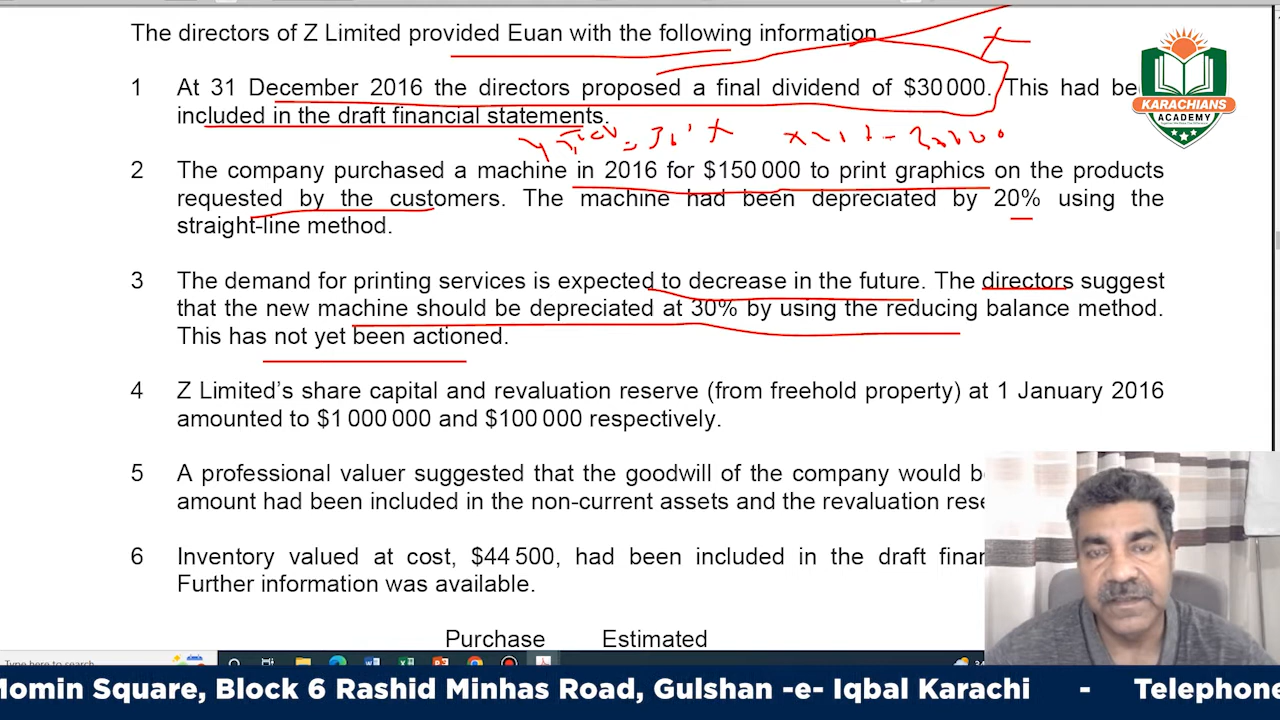 The directors of Z Limited provided Euan with the following information
1 At 31 December 2016 the directors proposed a final dividend of $30 000. This had be
included in the draft financial statements.
2 The company purchased a machine in 2016 for $150 000 to print graphics on the products
requested by the customers. The machine had been depreciated by 20% using the
straight-line method.
3 The demand for printing services is expected to decrease in the future. The directors suggest
that the new machine should be depreciated at 30% by using the reducing balance method.
This has not yet been actioned.
4 Z Limited’s share capital and revaluation reserve (from freehold property) at 1 January 2016
amounted to $1 000 000 and $100 000 respectively.
5 A professional valuer suggested that the goodwill of the company would b
amount had been included in the non-current assets and the revaluation rese
6 Inventory valued at cost, $44 500, had been included in the draft finan
Further information was available.
Purchase Estimated
KARACHIANS
ACADEMY
Type here to search
Momin Square, Block 6 Rashid Minhas Road, Gulshan -e- Iqbal Karachi - Telephone